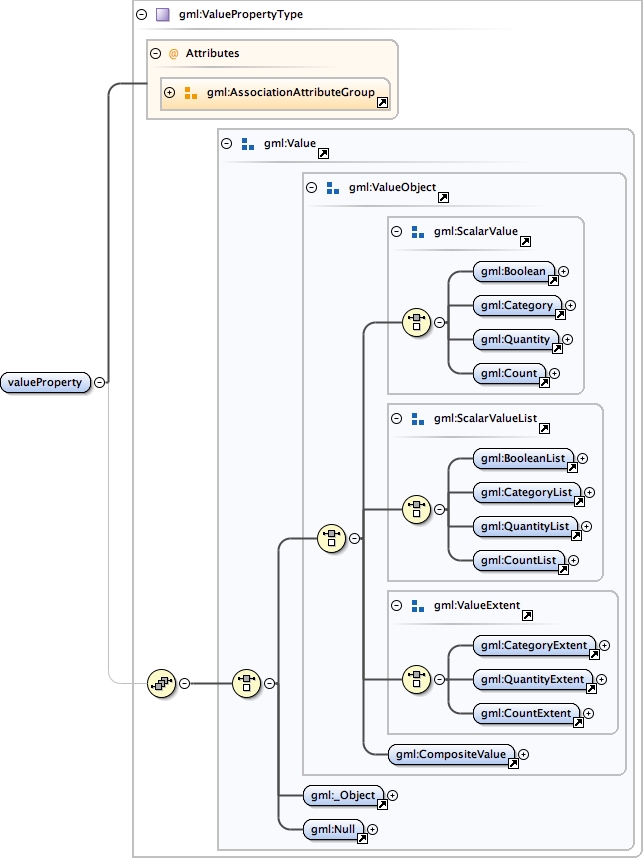 gml:ValuePropertyType
@ Attributes
gml:AssociationAttributeGroup
gml:Value
gml:ValueObject
gml:ScalarValue
gml:Boolean
gml:Category
gml:Quantity
gml:Count
valueProperty
gml:ScalarValueList
gml:BooleanList
gml:CategoryList
gml:QuantityList
gml:CountList
gml:ValueExtent
gml:CategoryExtent
gml:QuantityExtent
gml:CountExtent
gml:CompositeValue
gml:_Object
gml:Null